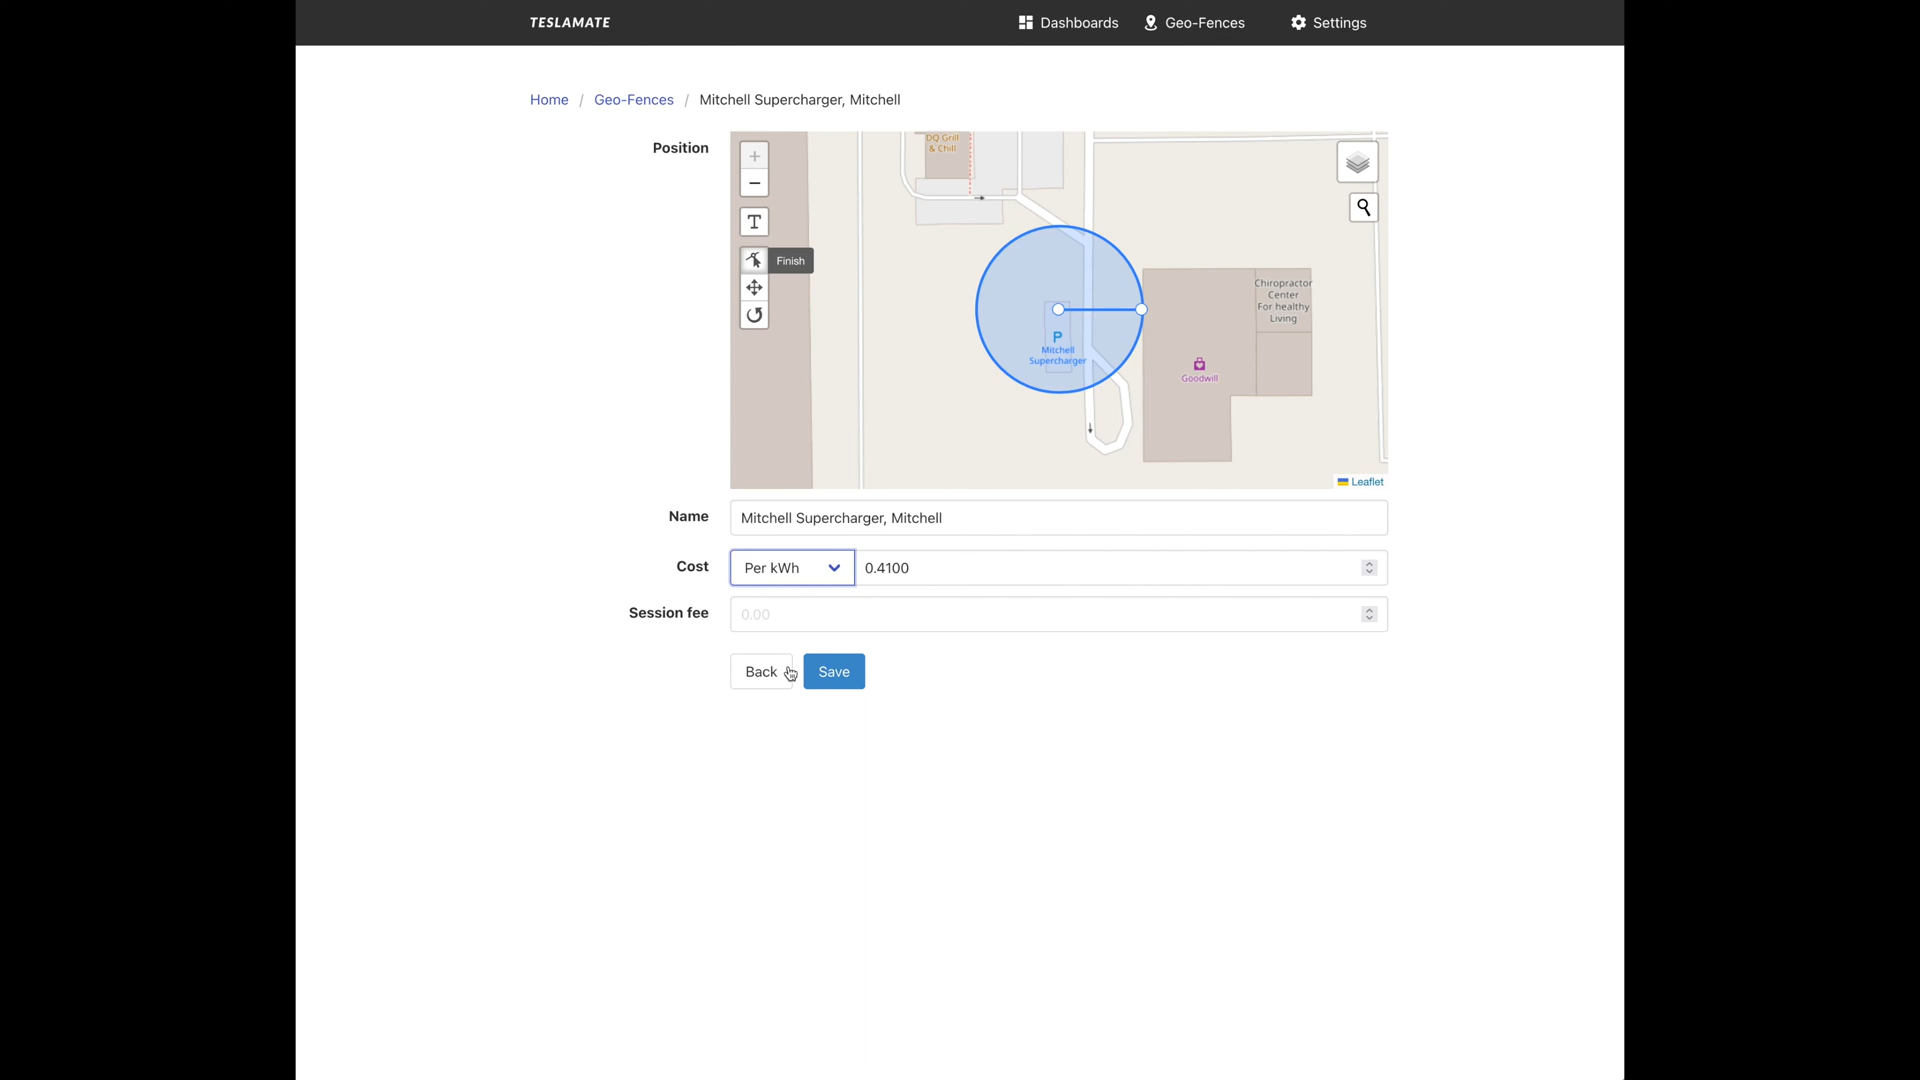 TESLAMATE
Dashboards
Geo-Fences
Settings
Home / Geo-Fences / Mitchell Supercharger, Mitchell
Position
+
−
T
Finish
DQ Grill
& Chill
P
Mitchell
Supercharger
Chiropractor
Center
For healthy
Living
Goodwill
Leaflet
Name
Mitchell Supercharger, Mitchell
Cost
Per kWh
0.4100
Session fee
0.00
Back
Save